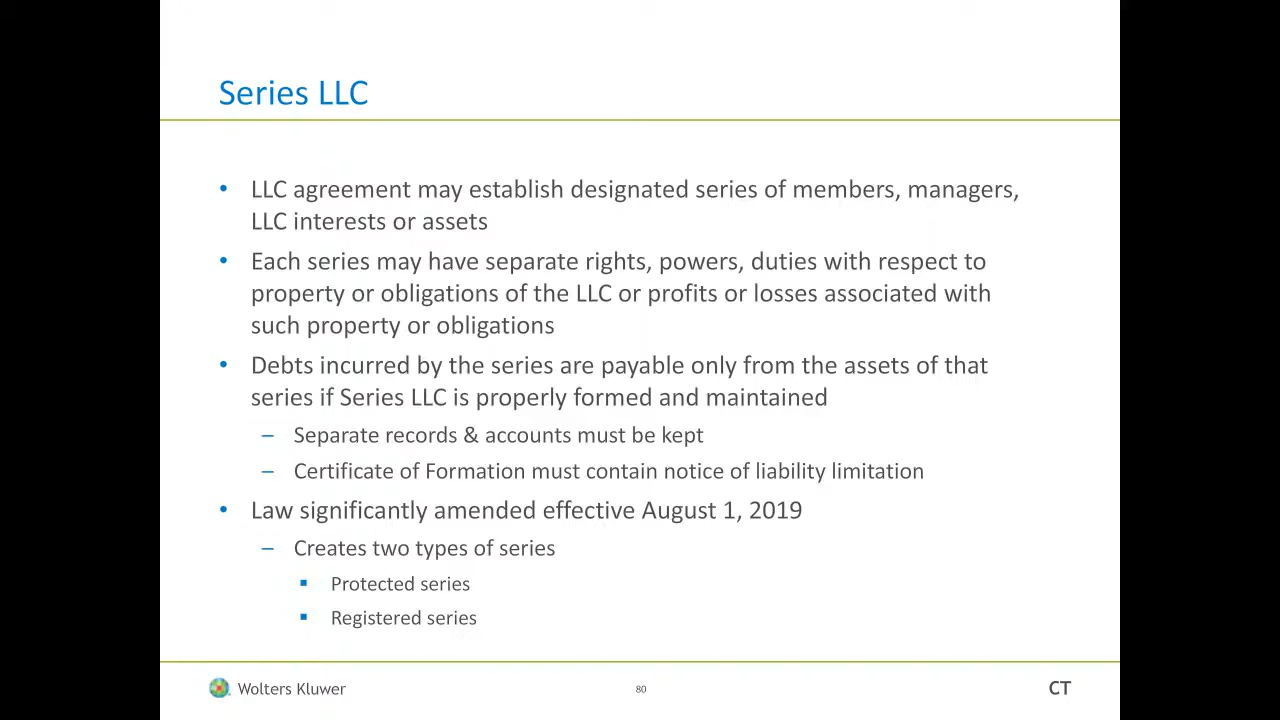 Series LLC
• LLC agreement may establish designated series of members, managers,
LLC interests or assets
• Each series may have separate rights, powers, duties with respect to
property or obligations of the LLC or profits or losses associated with
such property or obligations
• Debts incurred by the series are payable only from the assets of that
series if Series LLC is properly formed and maintained
– Separate records & accounts must be kept
– Certificate of Formation must contain notice of liability limitation
• Law significantly amended effective August 1, 2019
– Creates two types of series
▪ Protected series
▪ Registered series
Wolters Kluwer 80 CT